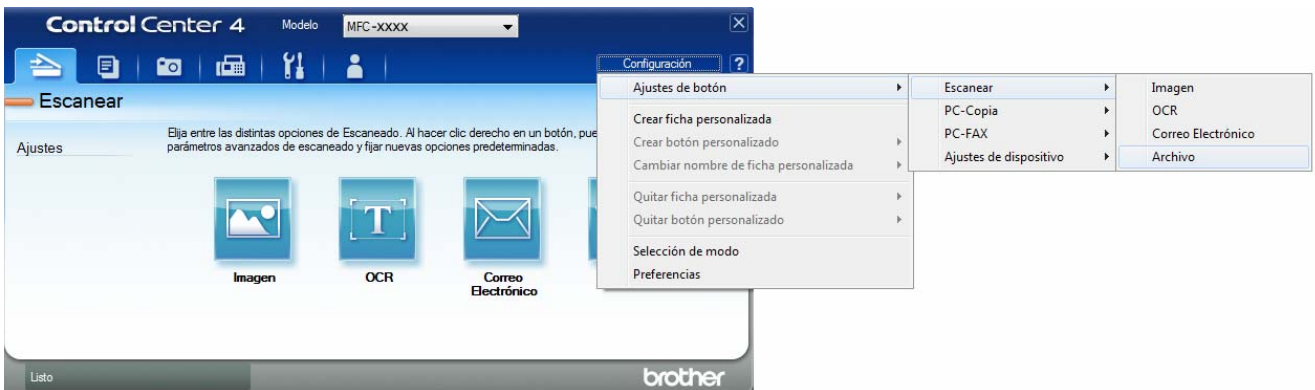 Control Center 4 Modelo MFC-XXXX
Configuración ?
Escanear
Ajustes
Elija entre las distintas opciones de Escaneado. Al hacer clic derecho en un botón, pue
parámetros avanzados de escaneado y fijar nuevas opciones predeterminadas.
Imagen
OCR
Correo
Electrónico
Ajustes de botón
Crear ficha personalizada
Crear botón personalizado
Cambiar nombre de ficha personalizada
Quitar ficha personalizada
Quitar botón personalizado
Selección de modo
Preferencias
Escanear
PC-Copia
PC-FAX
Ajustes de dispositivo
Imagen
OCR
Correo Electrónico
Archivo
Listo
brother